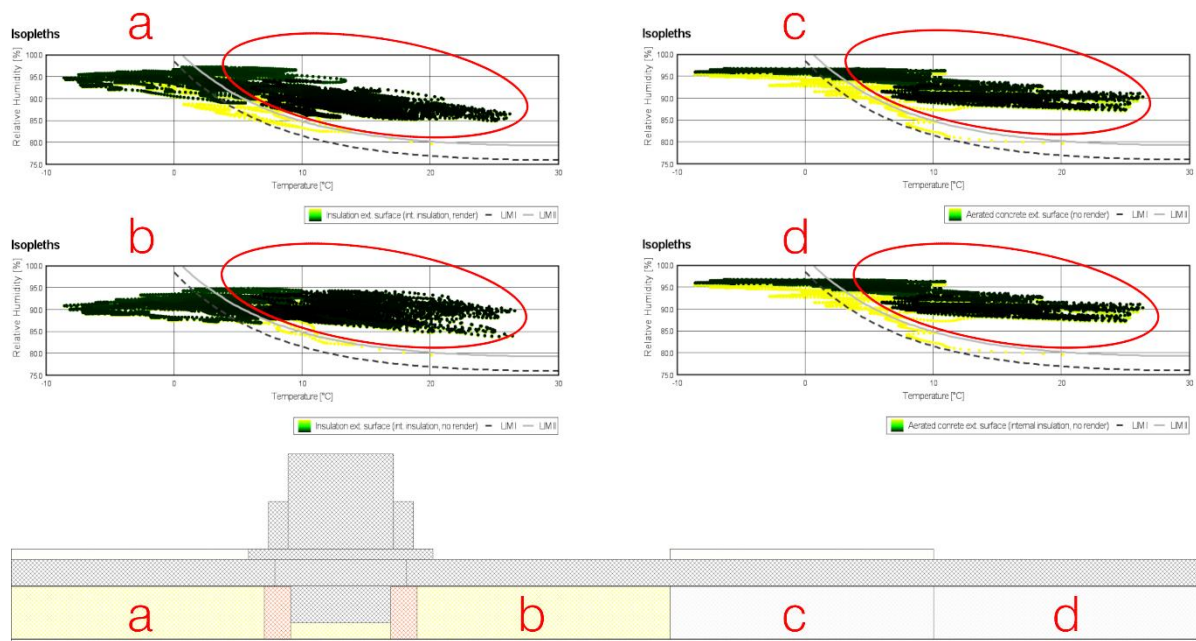 a
Isopleths
Relative Humidity [%]
100.0
95.0
90.0
85.0
80.0
75.0
-10
0
10
20
30
Temperature [°C]
Insulation ext. surface (int. insulation, render)
LIM I
LIM II
c
Isopleths
Relative Humidity [%]
100.0
95.0
90.0
85.0
80.0
75.0
-10
0
10
20
30
Temperature [°C]
Aerated concrete ext. surface (no render)
LIM I
LIM II
b
Isopleths
Relative Humidity [%]
100.0
95.0
90.0
85.0
80.0
75.0
-10
0
10
20
30
Temperature [°C]
Insulation ext. surface (int. insulation, no render)
LIM I
LIM II
d
Isopleths
Relative Humidity [%]
100.0
95.0
90.0
85.0
80.0
75.0
-10
0
10
20
30
Temperature [°C]
Aerated conrete ext. surface (internal insulation, no render)
LIM I
LIM II
a
b
c
d